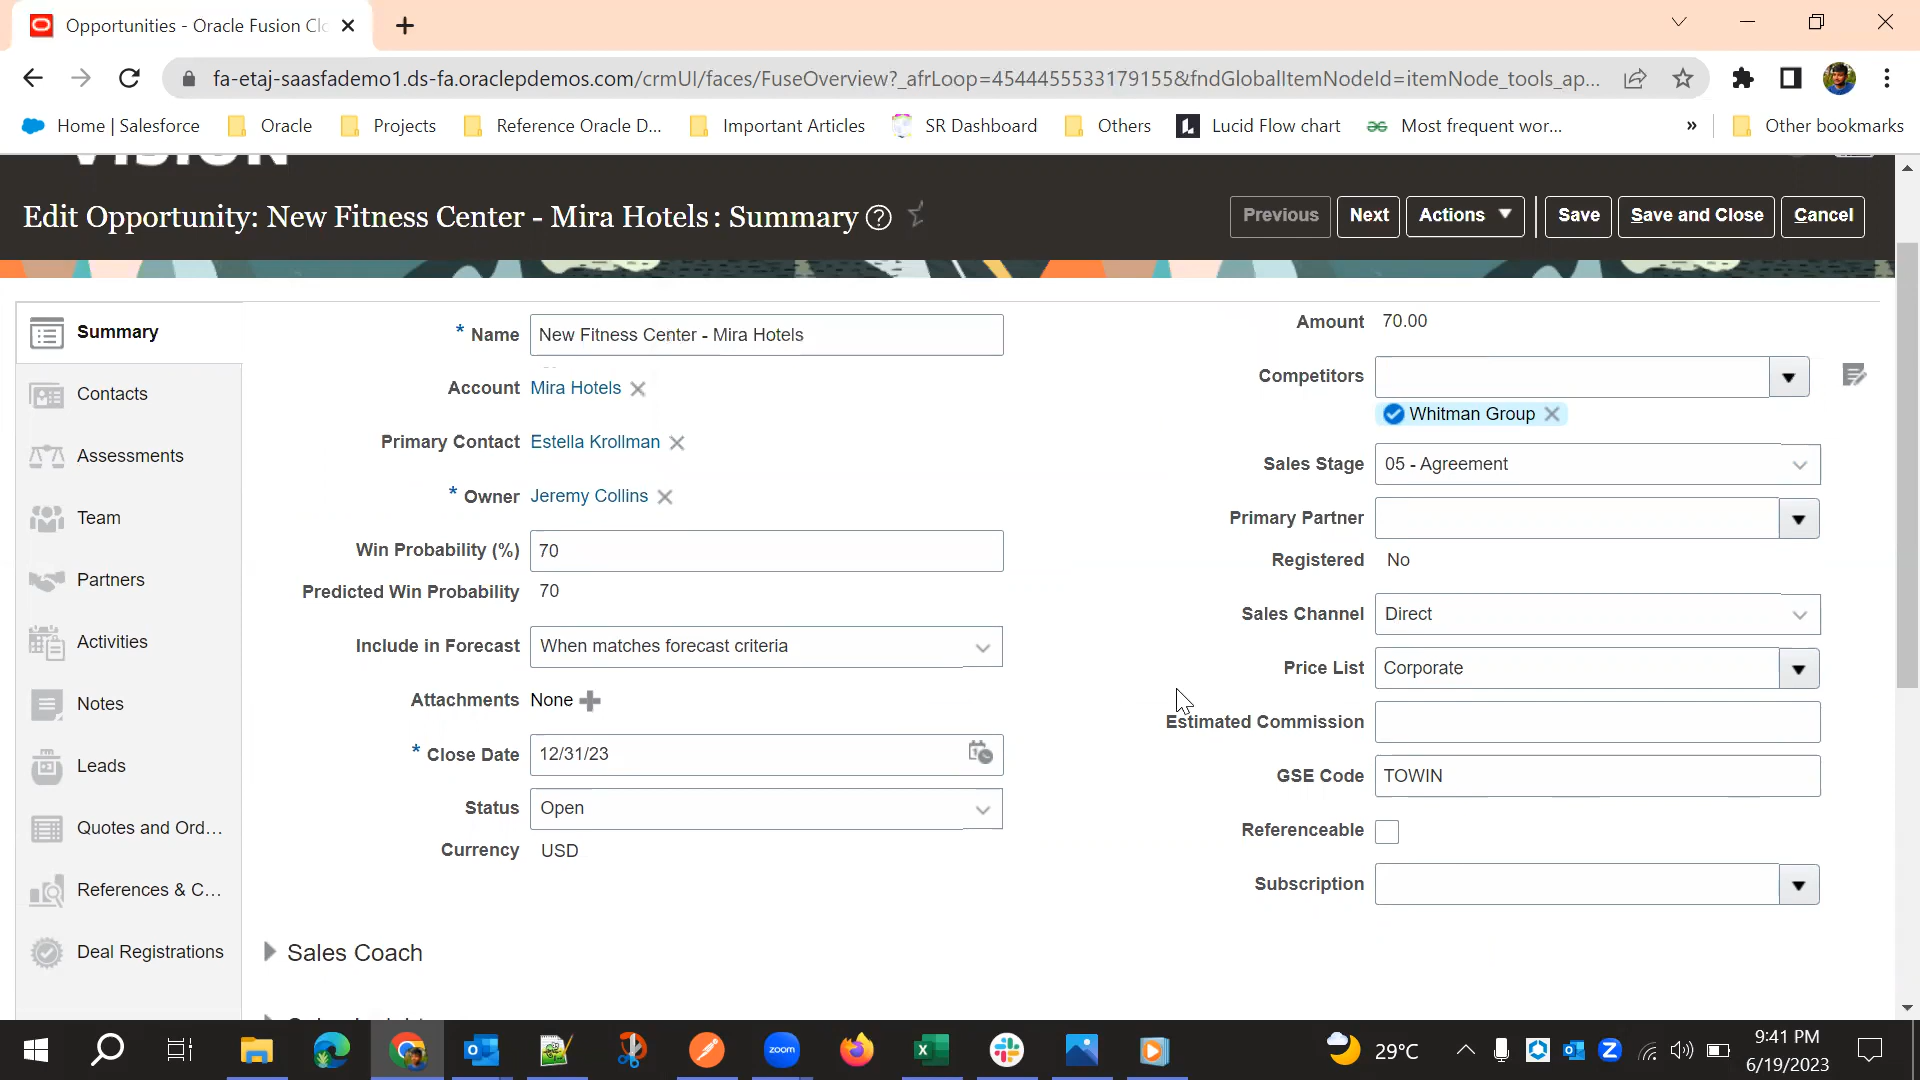 Opportunities - Oracle Fusion Clo
fa-etaj-saasfademo1.ds-fa.oraclepdemos.com/crmUI/faces/FuseOverview?_afrLoop=4544455533179155&fndGlobalItemNodeId=itemNode_tools_ap...
Home | Salesforce Oracle Projects Reference Oracle D... Important Articles SR Dashboard Others Lucid Flow chart Most frequent wor... » Other bookmarks
VISION
Edit Opportunity: New Fitness Center - Mira Hotels : Summary ?
Previous Next Actions Save Save and Close Cancel
Summary
Contacts
Assessments
Team
Partners
Activities
Notes
Leads
Quotes and Ord...
References & C...
Deal Registrations
* Name New Fitness Center - Mira Hotels
Account Mira Hotels
Primary Contact Estella Krollman
* Owner Jeremy Collins
Win Probability (%) 70
Predicted Win Probability 70
Include in Forecast When matches forecast criteria
Attachments None
* Close Date 12/31/23
Status Open
Currency USD
Amount 70.00
Competitors
Whitman Group
Sales Stage 05 - Agreement
Primary Partner
Registered No
Sales Channel Direct
Price List Corporate
Estimated Commission
GSE Code TOWIN
Referenceable
Subscription
Sales Coach
zoom
29°C
9:41 PM
6/19/2023